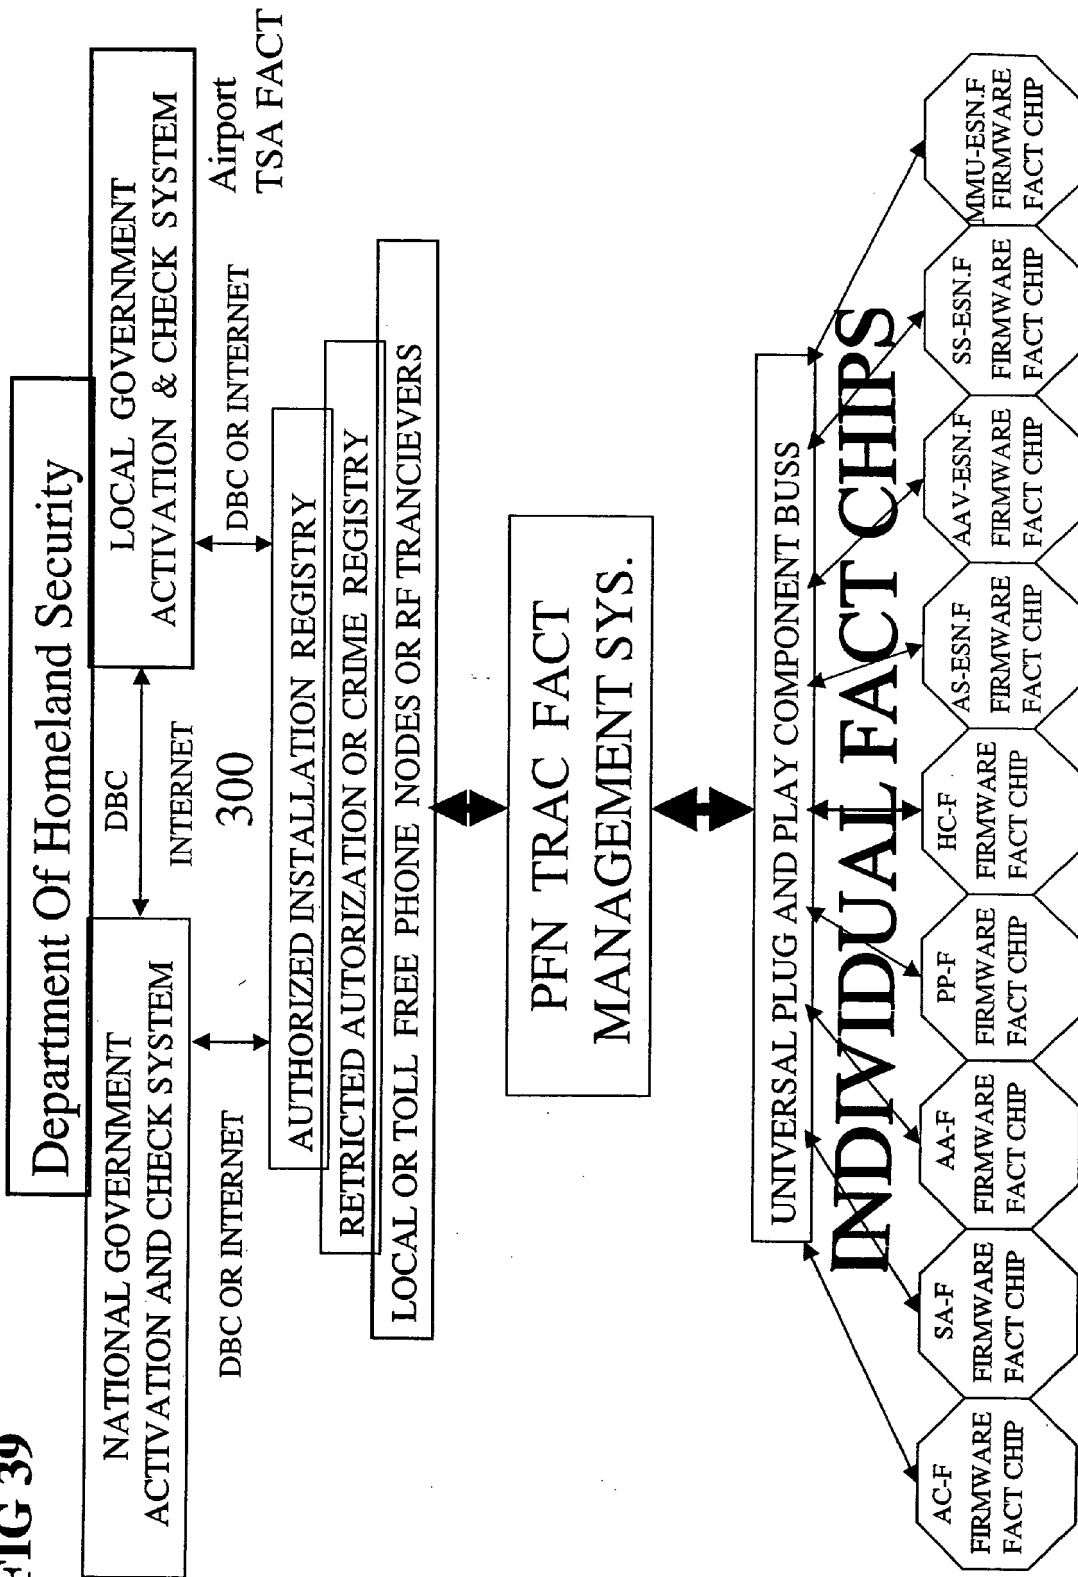 FIG 39
Department Of Homeland Security
NATIONAL GOVERNMENT
ACTIVATION AND CHECK SYSTEM
DBC
INTERNET
300
LOCAL GOVERNMENT
ACTIVATION & CHECK SYSTEM
Airport
TSA FACT
DBC OR INTERNET
DBC OR INTERNET
AUTHORIZED INSTALLATION REGISTRY
RETRICTED AUTORIZATION OR CRIME REGISTRY
LOCAL OR TOLL FREE PHONE NODES OR RF TRANCIEVERS
PFN TRAC FACT
MANAGEMENT SYS.
UNIVERSAL PLUG AND PLAY COMPONENT BUSS
INDIVIDUAL FACT CHIPS
AC-F
FIRMWARE
FACT CHIP
SA-F
FIRMWARE
FACT CHIP
AA-F
FIRMWARE
FACT CHIP
PP-F
FIRMWARE
FACT CHIP
HC-F
FIRMWARE
FACT CHIP
AS-ESN.F
FIRMWARE
FACT CHIP
AAV-ESN.F
FIRMWARE
FACT CHIP
SS-ESN.F
FIRMWARE
FACT CHIP
MMU-ESN.F
FIRMWARE
FACT CHIP